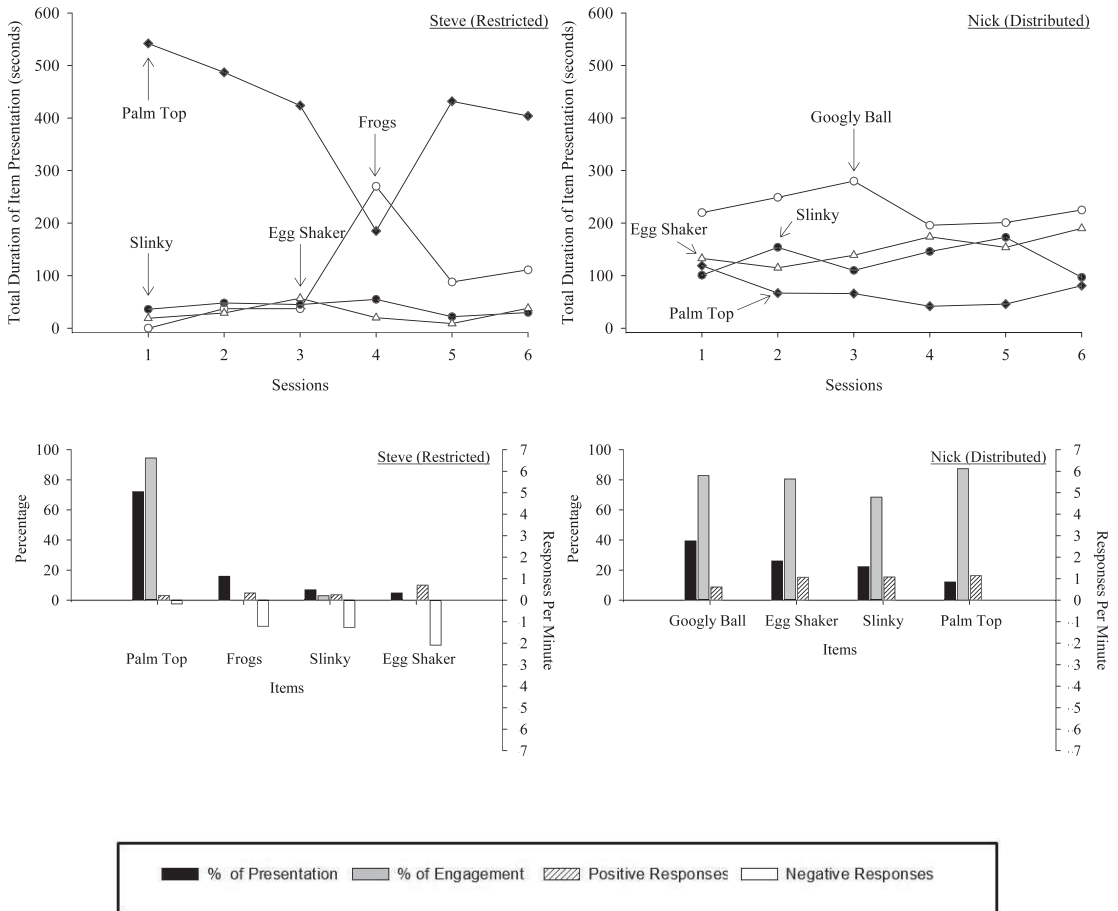 Steve (Restricted)
Total Duration of Item Presentation (seconds)
600
500
400
300
200
100
0
Palm Top
Frogs
Slinky
Egg Shaker
1 2 3 4 5 6
Sessions
Nick (Distributed)
Total Duration of Item Presentation (seconds)
600
500
400
300
200
100
0
Googly Ball
Slinky
Egg Shaker
Palm Top
1 2 3 4 5 6
Sessions
Steve (Restricted)
Percentage
100
80
60
40
20
0
Responses Per Minute
7
6
5
4
3
2
1
0
1
2
3
4
5
6
7
Palm Top Frogs Slinky Egg Shaker
Items
Nick (Distributed)
Percentage
100
80
60
40
20
0
Responses Per Minute
7
6
5
4
3
2
1
0
-1
-2
-3
-4
-5
-6
-7
Googly Ball Egg Shaker Slinky Palm Top
Items
% of Presentation % of Engagement Positive Responses Negative Responses